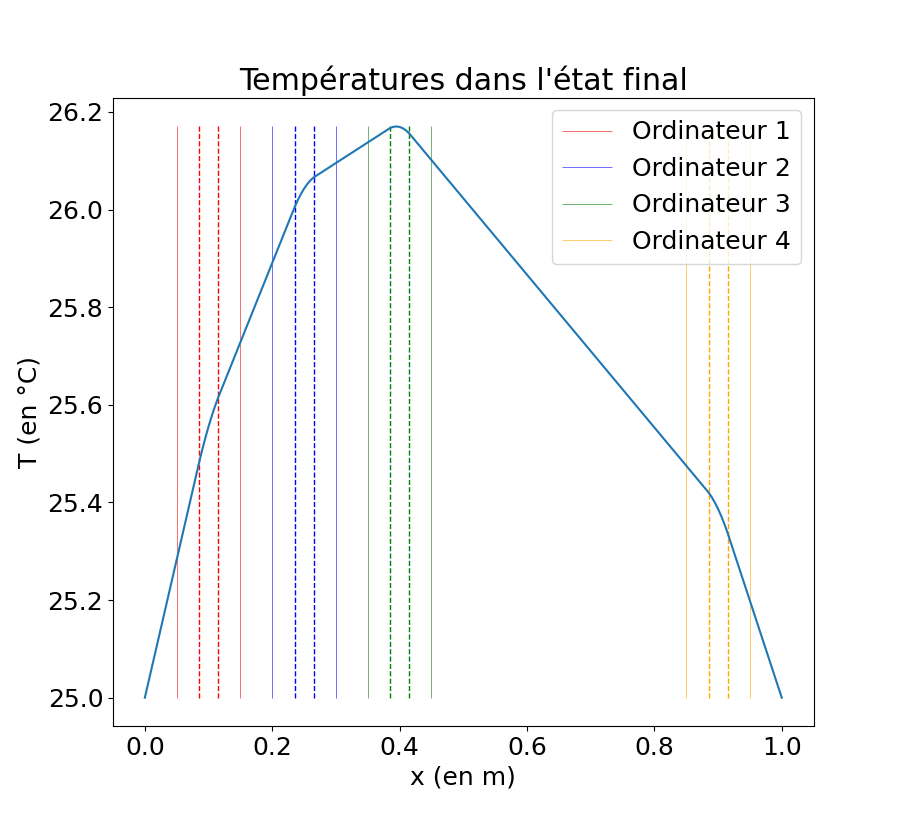 Températures dans l'état final
26.2
26.0
25.8
25.6
25.4
25.2
25.0
T (en °C)
Ordinateur 1
Ordinateur 2
Ordinateur 3
Ordinateur 4
0.0 0.2 0.4 0.6 0.8 1.0
x (en m)